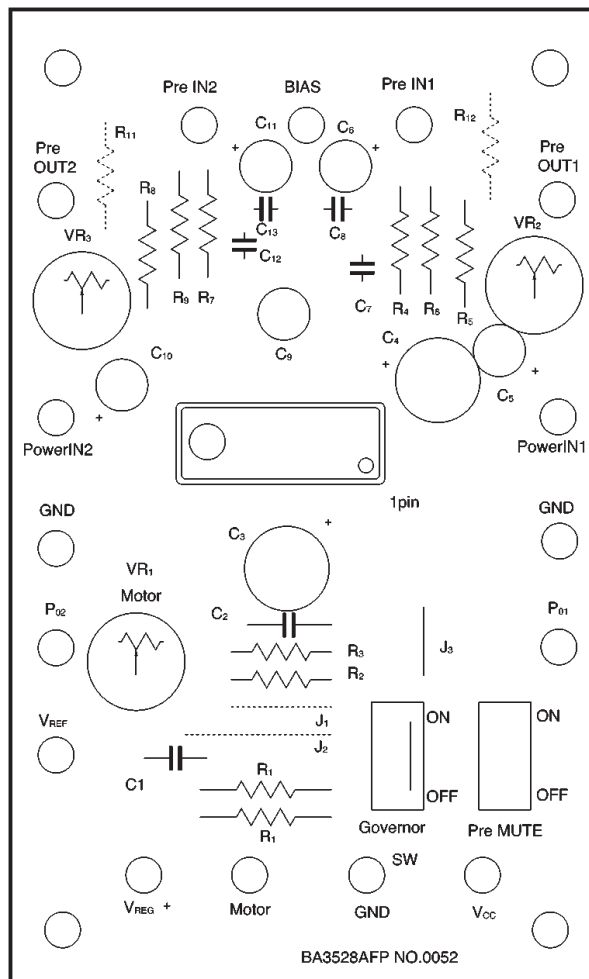 Pre IN2
BIAS
Pre IN1
R11
C11
+
C6
+
R12
Pre
OUT2
Pre
OUT1
R8
VR3
VR2
C13
C8
C12
C7
R9
R7
R4
R6
R5
C10
C9
C4
+
C5
+
+
PowerIN2
PowerIN1
1pin
GND
GND
C3
+
VR1
Motor
P02
C2
P01
R3
J3
R2
VREF
J1
J2
ON
ON
C1
R1
OFF
OFF
R1
Governor
Pre MUTE
SW
VREG +
Motor
GND
VCC
BA3528AFP NO.0052